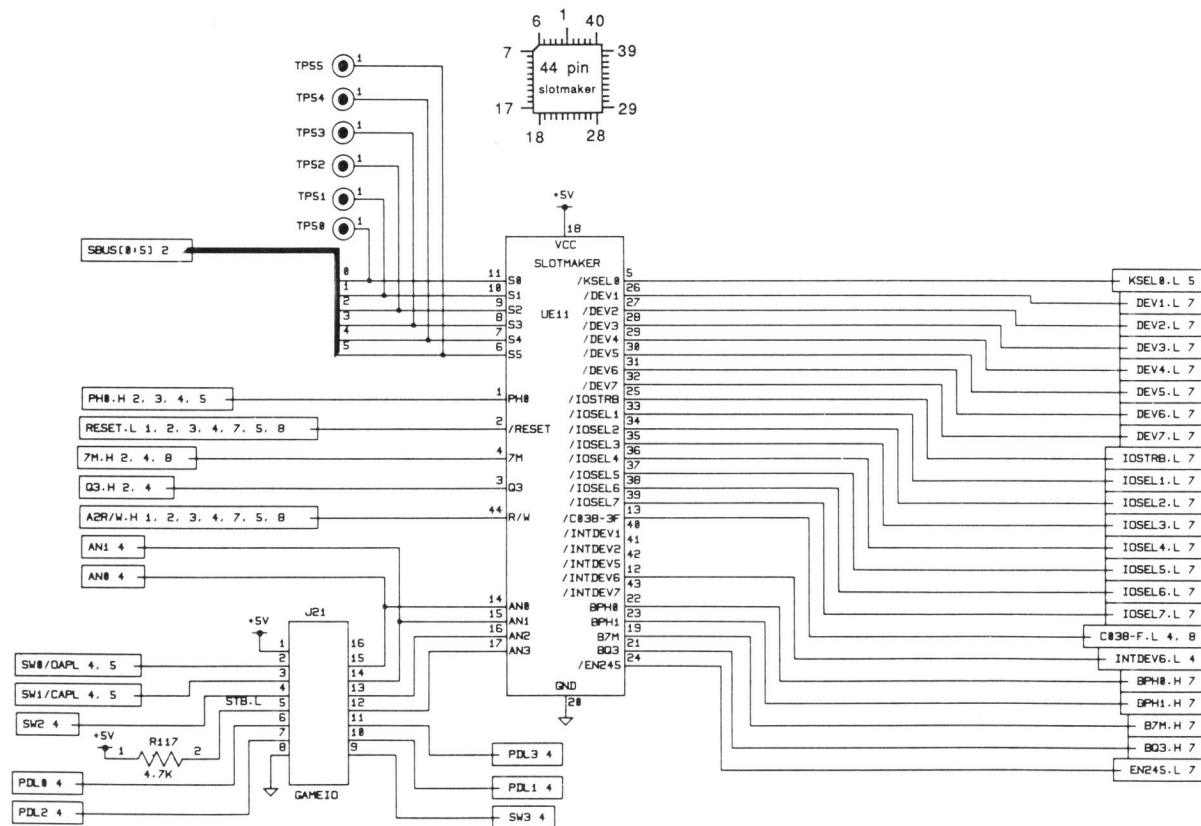 6 1 40
7 39
44 pin
slotmaker
17 29
18 28
TP55 1
TP54 1
TP53 1
TP52 1
TP51 1
TP50 1
+5V
18
VCC
SLOTMAKER
UE11
SBUS[0:5] 2
0 11 S0
1 10 S1
2 9 S2
3 8 S3
4 7 S4
5 6 S5
PH0.H 2, 3, 4, 5 1 PH0
RESET.L 1, 2, 3, 4, 7, 5, 8 2 /RESET
7M.H 2, 4, 8 4 7M
Q3.H 2, 4 3 Q3
A2R/W.H 1, 2, 3, 4, 7, 5, 8 44 R/W
AN1 4
AN0 4
14 AN0
15 AN1
16 AN2
17 AN3
/KSEL0 5
/DEV1 26
/DEV2 27
/DEV3 28
/DEV4 29
/DEV5 30
/DEV6 31
/DEV7 32
/IOSTRB 25
/IOSEL1 33
/IOSEL2 34
/IOSEL3 35
/IOSEL4 36
/IOSEL5 37
/IOSEL6 38
/IOSEL7 39
/C038-3F 13
/INTDEV1 40
/INTDEV2 41
/INTDEV5 42
/INTDEV6 12
/INTDEV7 43
BPH0 22
BPH1 23
B7M 19
BQ3 21
/EN245 24
GND
20
KSEL0.L 5
DEV1.L 7
DEV2.L 7
DEV3.L 7
DEV4.L 7
DEV5.L 7
DEV6.L 7
DEV7.L 7
IOSTRB.L 7
IOSEL1.L 7
IOSEL2.L 7
IOSEL3.L 7
IOSEL4.L 7
IOSEL5.L 7
IOSEL6.L 7
IOSEL7.L 7
C038-F.L 4, 8
INTDEV6.L 4
BPH0.H 7
BPH1.H 7
B7M.H 7
BQ3.H 7
EN245.L 7
J21
+5V
1 16
2 15
3 14
4 13
5 12
6 11
7 10
8 9
GAMEIO
SW0/OAPL 4, 5
SW1/CAPL 4, 5
SW2 4
STB.L
+5V
1 R117 2
4.7K
PDL0 4
PDL2 4
PDL3 4
PDL1 4
SW3 4